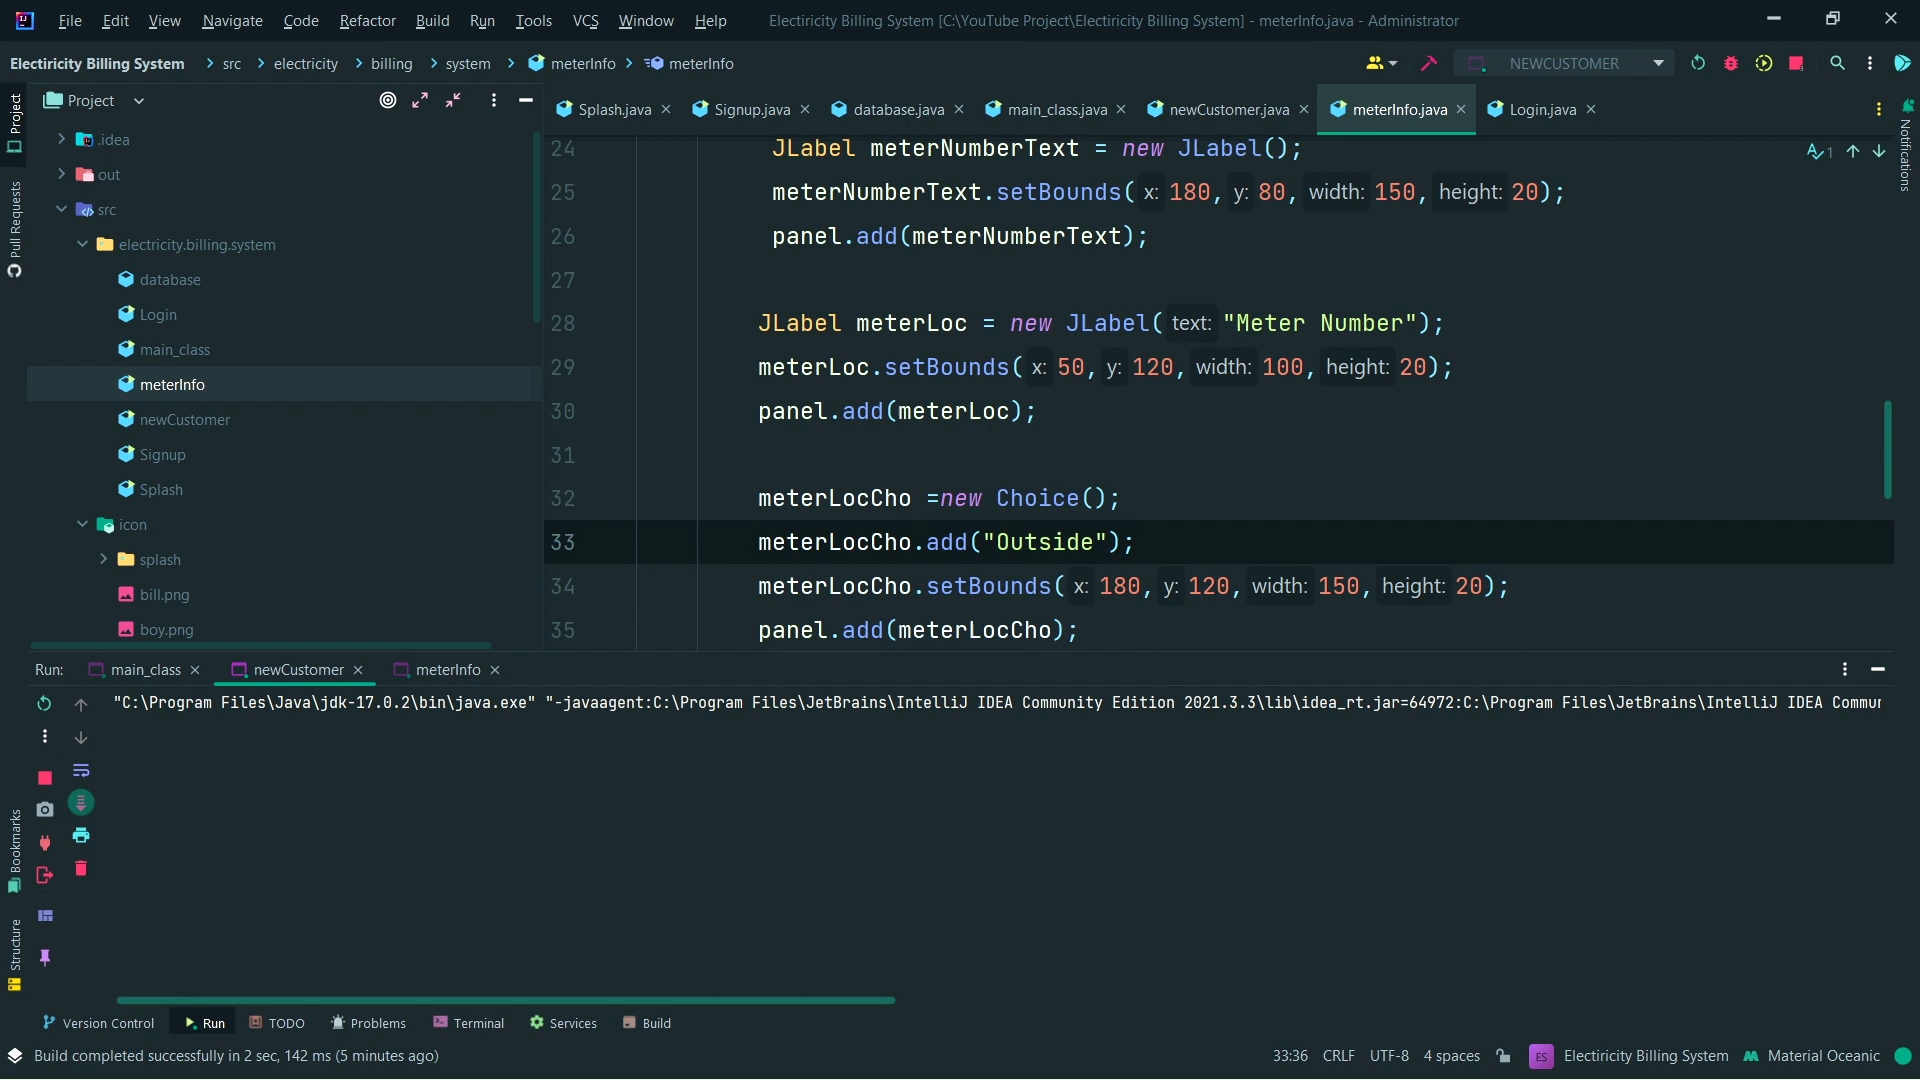 File Edit View Navigate Code Refactor Build Run Tools VCS Window Help Electiricity Billing System [C:\YouTube Project\Electiricity Billing System] - meterInfo.java - Administrator
Electiricity Billing System src electricity billing system meterInfo meterInfo NEWCUSTOMER
Project
Splash.java Signup.java database.java main_class.java newCustomer.java meterInfo.java Login.java
Project
Pull Requests
Bookmarks
Structure
Notifications
.idea
out
src
electricity.billing.system
database
Login
main_class
meterInfo
newCustomer
Signup
Splash
icon
splash
bill.png
boy.png
1
24 JLabel meterNumberText = new JLabel();
25 meterNumberText.setBounds( x: 180, y: 80, width: 150, height: 20);
26 panel.add(meterNumberText);
27
28 JLabel meterLoc = new JLabel( text: "Meter Number");
29 meterLoc.setBounds( x: 50, y: 120, width: 100, height: 20);
30 panel.add(meterLoc);
31
32 meterLocCho =new Choice();
33 meterLocCho.add("Outside");
34 meterLocCho.setBounds( x: 180, y: 120, width: 150, height: 20);
35 panel.add(meterLocCho);
Run: main_class newCustomer meterInfo
"C:\Program Files\Java\jdk-17.0.2\bin\java.exe" "-javaagent:C:\Program Files\JetBrains\IntelliJ IDEA Community Edition 2021.3.3\lib\idea_rt.jar=64972:C:\Program Files\JetBrains\IntelliJ IDEA Commun
Version Control Run TODO Problems Terminal Services Build
Build completed successfully in 2 sec, 142 ms (5 minutes ago) 33:36 CRLF UTF-8 4 spaces ES Electiricity Billing System Material Oceanic